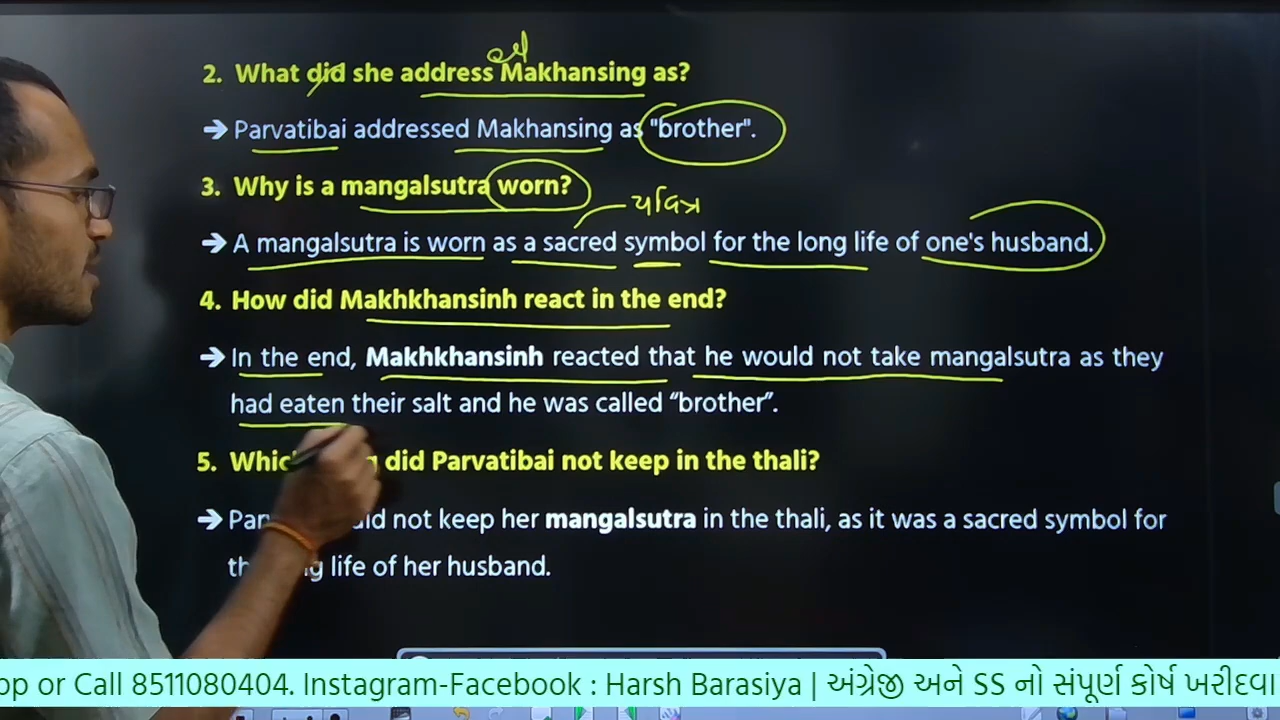 શું
2. What did she address Makhansing as?
➔ Parvatibai addressed Makhansing as "brother".
3. Why is a mangalsutra worn?
પવિત્ર
➔ A mangalsutra is worn as a sacred symbol for the long life of one's husband.
4. How did Makhkhansinh react in the end?
➔ In the end, Makhkhansinh reacted that he would not take mangalsutra as they
had eaten their salt and he was called “brother”.
5. did Parvatibai not keep in the thali?
➔ did not keep her mangalsutra in the thali, as it was a sacred symbol for
life of her husband.
or Call 8511080404. Instagram-Facebook : Harsh Barasiya | અંગ્રેજી અને SS નો સંપૂર્ણ કોર્ષ ખરીદવા